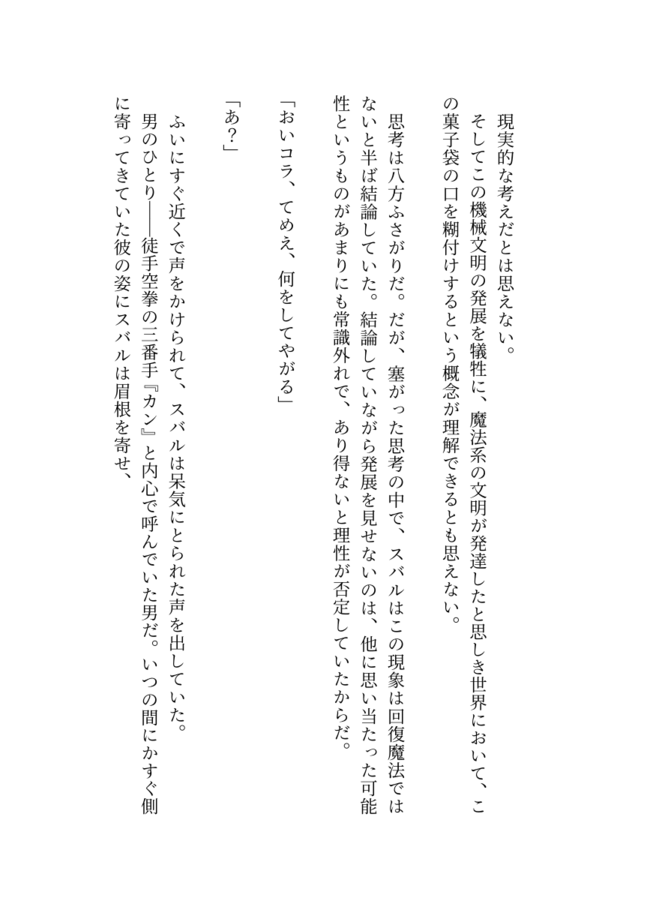 現実的な考えだとは思えない。
そしてこの機械文明の発展を犠牲に、魔法系の文明が発達したと思しき世界において、こ
の菓子袋の口を糊付けするという概念が理解できるとも思えない。
思考は八方ふさがりだ。だが、塞がった思考の中で、スバルはこの現象は回復魔法では
ないと半ば結論していた。結論していながら発展を見せないのは、他に思い当たった可能
性というものがあまりにも常識外れで、あり得ないと理性が否定していたからだ。
「おいコラ、てめえ、何をしてやがる」
「あ？」
ふいにすぐ近くで声をかけられて、スバルは呆気にとられた声を出していた。
男のひとり――徒手空拳の三番手『カン』と内心で呼んでいた男だ。いつの間にかすぐ側
に寄ってきていた彼の姿にスバルは眉根を寄せ、